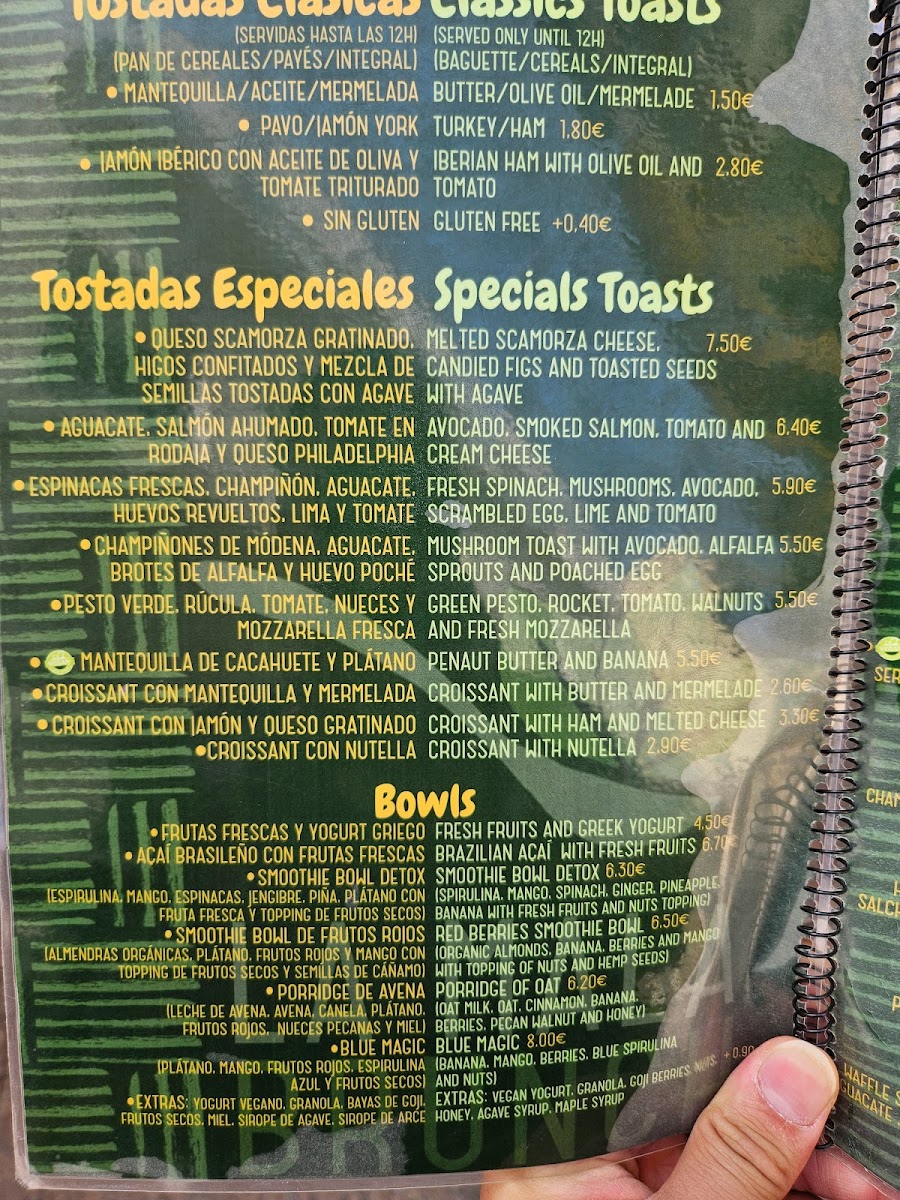 Tostadas Clásicas Classics Toasts
(SERVIDAS HASTA LAS 12H) (SERVED ONLY UNTIL 12H)
(PAN DE CEREALES/PAYÉS/INTEGRAL) (BAGUETTE/CEREALS/INTEGRAL)
• MANTEQUILLA/ACEITE/MERMELADA BUTTER/OLIVE OIL/MERMELADE 1,50€
• PAVO/JAMÓN YORK TURKEY/HAM 1.80€
• JAMÓN IBÉRICO CON ACEITE DE OLIVA Y IBERIAN HAM WITH OLIVE OIL AND 2.80€
TOMATE TRITURADO TOMATO
• SIN GLUTEN GLUTEN FREE +0,40€
Tostadas Especiales Specials Toasts
• QUESO SCAMORZA GRATINADO, MELTED SCAMORZA CHEESE, 7.50€
HIGOS CONFITADOS Y MEZCLA DE CANDIED FIGS AND TOASTED SEEDS
SEMILLAS TOSTADAS CON AGAVE WITH AGAVE
• AGUACATE, SALMÓN AHUMADO, TOMATE EN AVOCADO, SMOKED SALMON, TOMATO AND 6.40€
RODAJA Y QUESO PHILADELPHIA CREAM CHEESE
• ESPINACAS FRESCAS, CHAMPIÑÓN, AGUACATE, FRESH SPINACH, MUSHROOMS, AVOCADO, 5.90€
HUEVOS REVUELTOS, LIMA Y TOMATE SCRAMBLED EGG, LIME AND TOMATO
• CHAMPIÑONES DE MÓDENA, AGUACATE, MUSHROOM TOAST WITH AVOCADO, ALFALFA 5.50€
BROTES DE ALFALFA Y HUEVO POCHÉ SPROUTS AND POACHED EGG
• PESTO VERDE, RÚCULA, TOMATE, NUECES Y GREEN PESTO, ROCKET, TOMATO, WALNUTS 5,50€
MOZZARELLA FRESCA AND FRESH MOZZARELLA
• MANTEQUILLA DE CACAHUETE Y PLÁTANO PENAUT BUTTER AND BANANA 5.50€
• CROISSANT CON MANTEQUILLA Y MERMELADA CROISSANT WITH BUTTER AND MERMELADE 2.60€
• CROISSANT CON JAMÓN Y QUESO GRATINADO CROISSANT WITH HAM AND MELTED CHEESE 3.30€
• CROISSANT CON NUTELLA CROISSANT WITH NUTELLA 2.90€
Bowls
• FRUTAS FRESCAS Y YOGURT GRIEGO FRESH FRUITS AND GREEK YOGURT 4,50€
• AÇAÍ BRASILEÑO CON FRUTAS FRESCAS BRAZILIAN AÇAÍ WITH FRESH FRUITS 6.70
• SMOOTHIE BOWL DETOX SMOOTHIE BOWL DETOX 6.30€
(ESPIRULINA, MANGO, ESPINACAS, JENGIBRE, PIÑA, PLÁTANO CON (SPIRULINA, MANGO, SPINACH, GINGER, PINEAPPLE,
FRUTA FRESCA Y TOPPING DE FRUTOS SECOS) BANANA WITH FRESH FRUITS AND NUTS TOPPING)
• SMOOTHIE BOWL DE FRUTOS ROJOS RED BERRIES SMOOTHIE BOWL 6.50€
(ALMENDRAS ORGÁNICAS, PLÁTANO, FRUTOS ROJOS Y MANGO CON (ORGANIC ALMONDS, BANANA, BERRIES AND MANGO
TOPPING DE FRUTOS SECOS Y SEMILLAS DE CÁÑAMO) WITH TOPPING OF NUTS AND HEMP SEEDS)
• PORRIDGE DE AVENA PORRIDGE OF OAT 6.20€
(LECHE DE AVENA, AVENA, CANELA, PLÁTANO, (OAT MILK, OAT, CINNAMON, BANANA,
FRUTOS ROJOS, NUECES PECANAS Y MIEL) BERRIES, PECAN WALNUT AND HONEY)
• BLUE MAGIC BLUE MAGIC 8.00€
(PLÁTANO, MANGO, FRUTOS ROJOS, ESPIRULINA (BANANA, MANGO, BERRIES, BLUE SPIRULINA
AZUL Y FRUTOS SECOS) AND NUTS)
• EXTRAS: YOGURT VEGANO, GRANOLA, BAYAS DE GOJI, EXTRAS: VEGAN YOGURT, GRANOLA, GOJI BERRIES, NUTS, +0.90
FRUTOS SECOS, MIEL, SIROPE DE AGAVE, SIROPE DE ARCE HONEY, AGAVE SYRUP, MAPLE SYRUP
SER
CHAM
SALCH
WAFFLE S
GUACATE